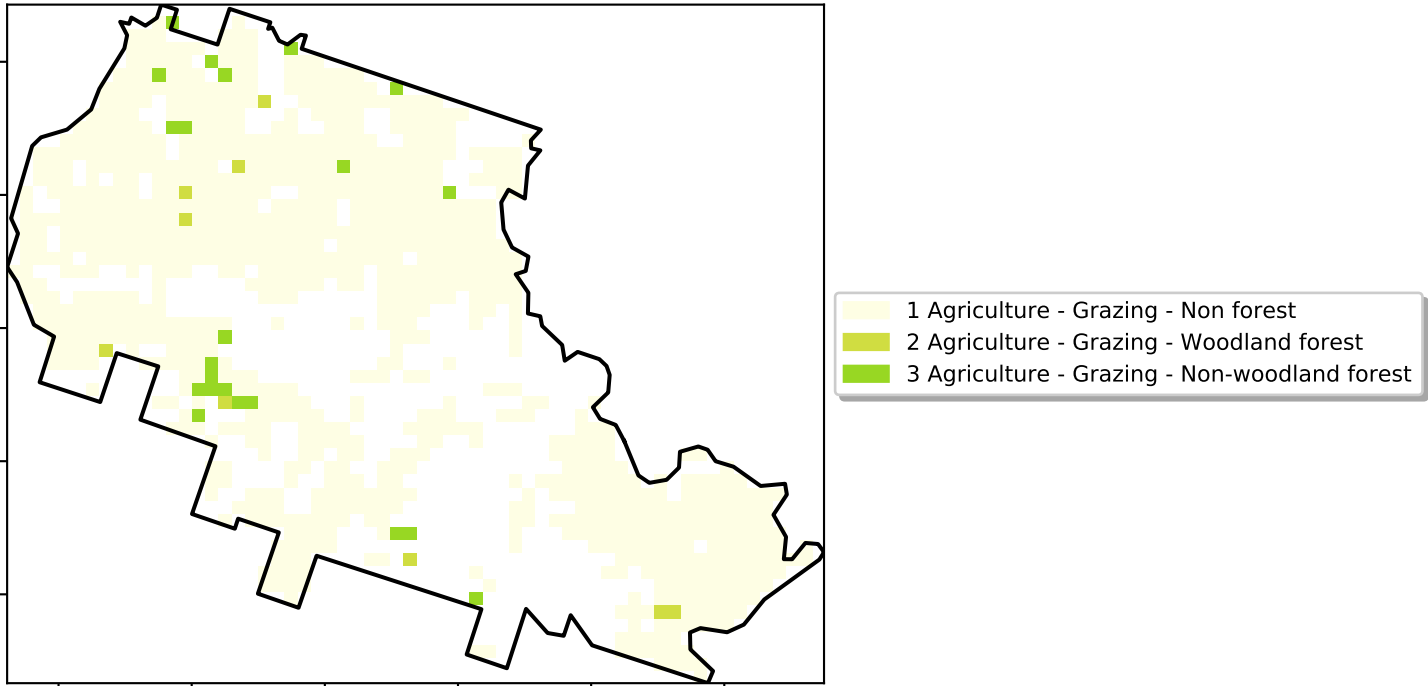 1 Agriculture - Grazing - Non forest
2 Agriculture - Grazing - Woodland forest
3 Agriculture - Grazing - Non-woodland forest